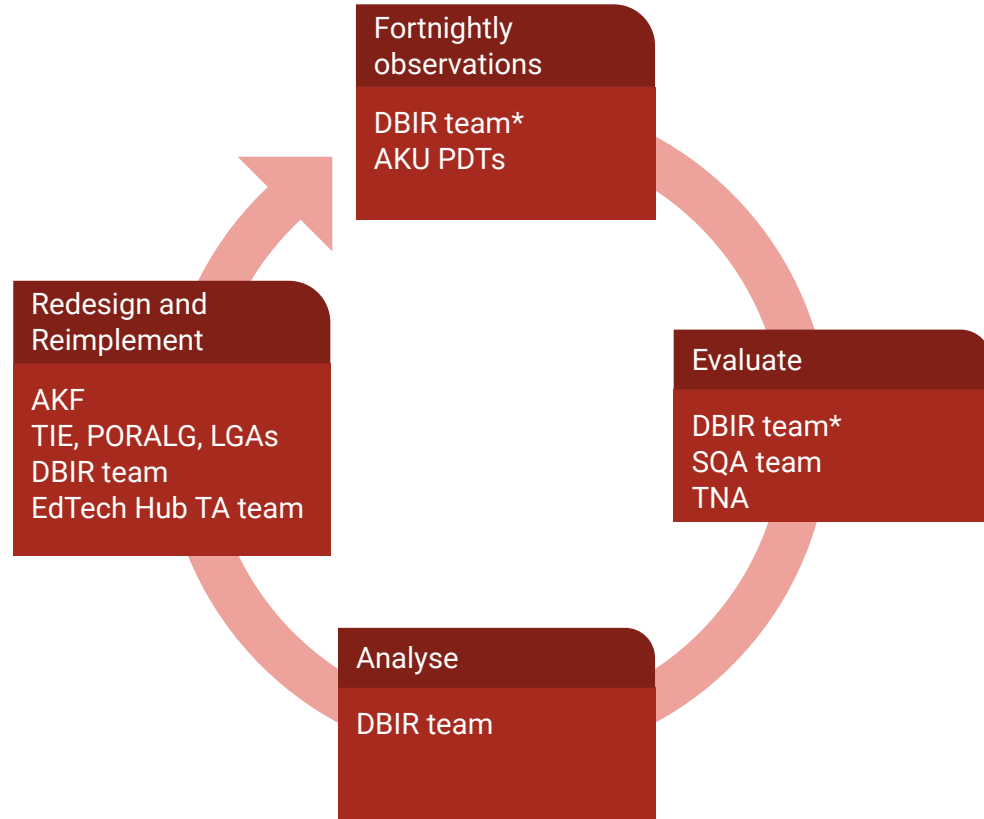 Fortnightly
observations
DBIR team*
AKU PDTs
Evaluate
DBIR team*
SQA team
TNA
Analyse
DBIR team
Redesign and
Reimplement
AKF
TIE, PORALG, LGAs
DBIR team
EdTech Hub TA team